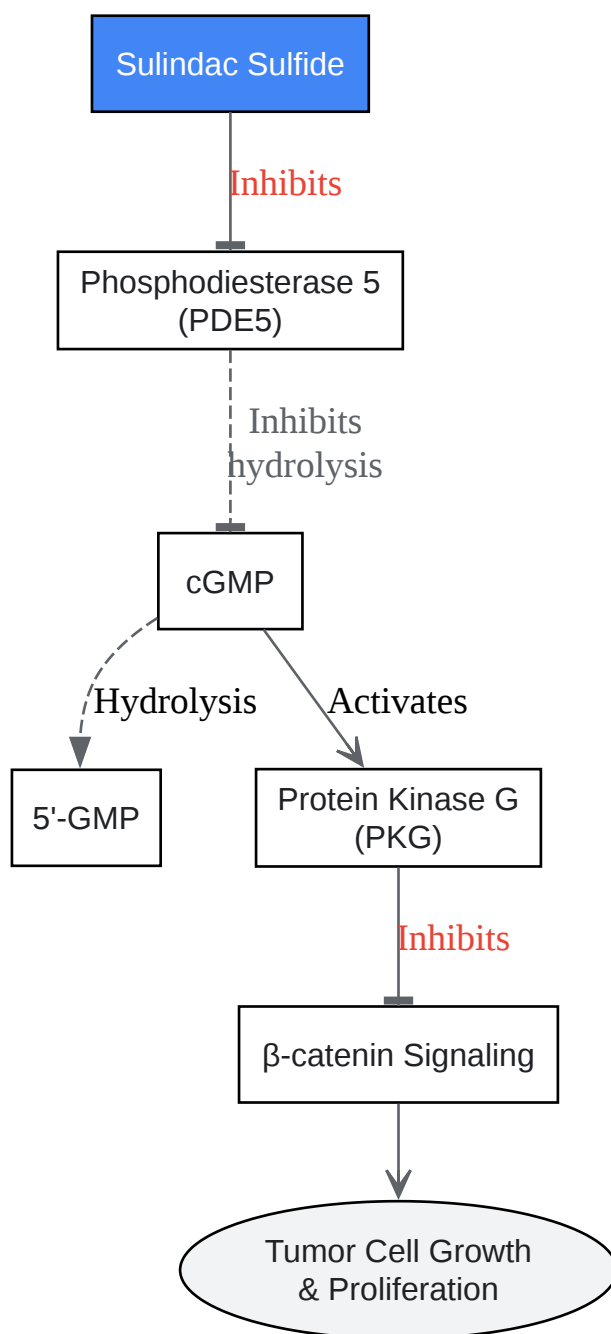 Sulindac Sulfide
Inhibits
Phosphodiesterase 5
(PDE5)
Inhibits
hydrolysis
cGMP
Hydrolysis
Activates
5'-GMP
Protein Kinase G
(PKG)
Inhibits
β-catenin Signaling
Tumor Cell Growth
& Proliferation